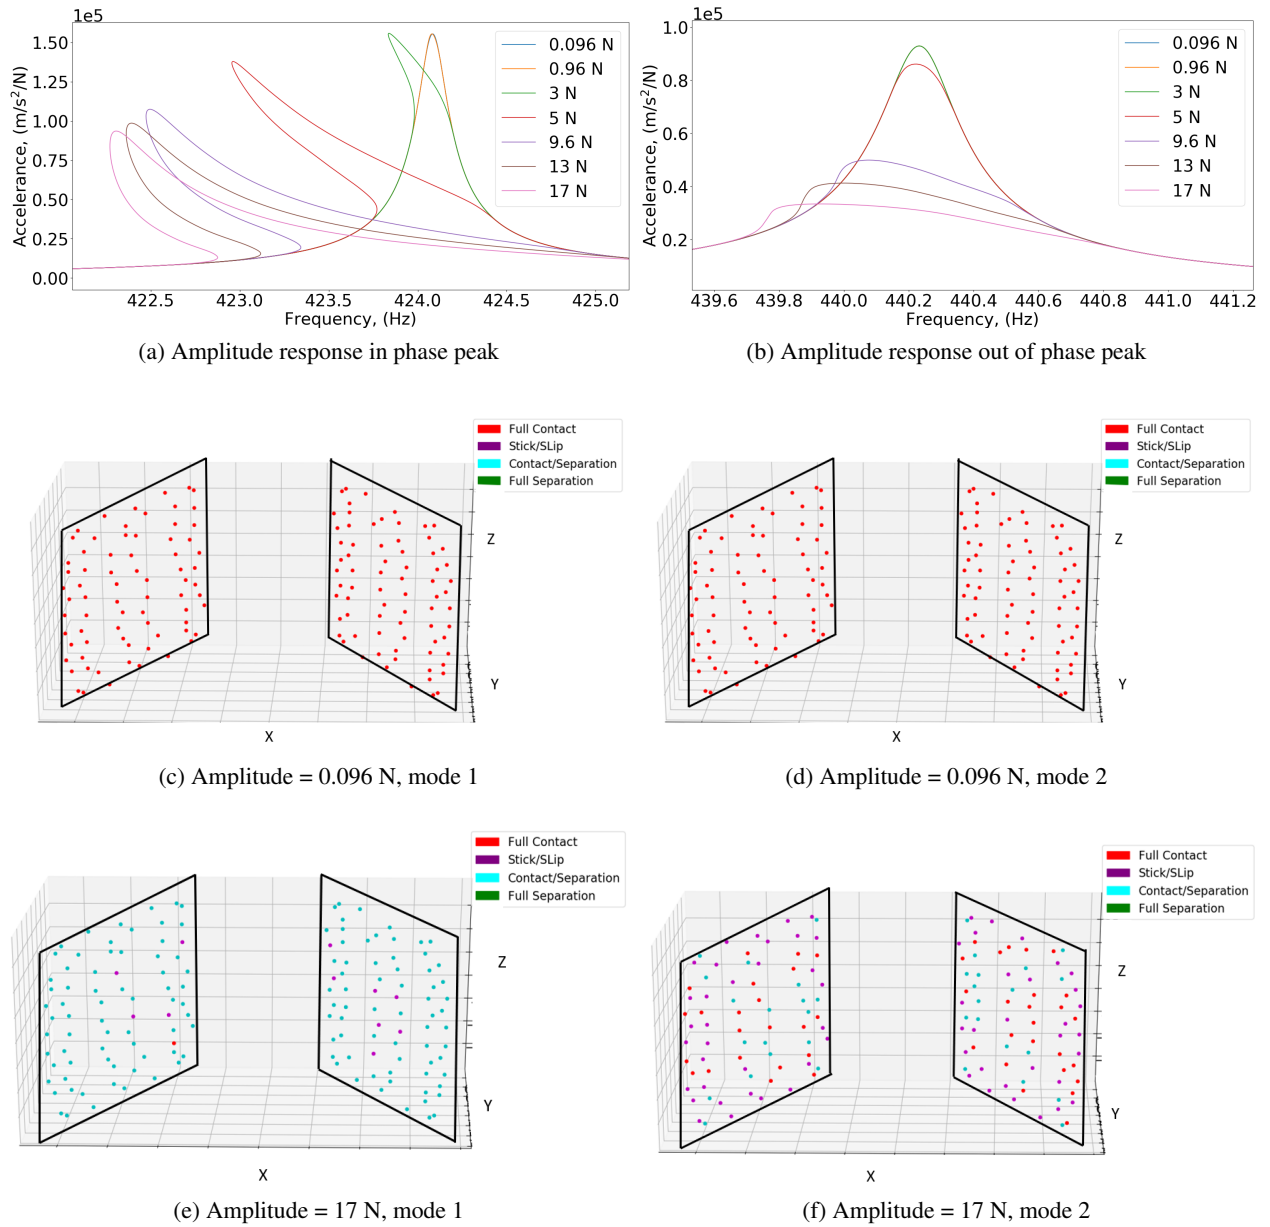 1e5
1.50
1.25
1.00
0.75
0.50
0.25
0.00
Accelerance, (m/s²/N)
422.5 423.0 423.5 424.0 424.5 425.0
Frequency, (Hz)
0.096 N
0.96 N
3 N
5 N
9.6 N
13 N
17 N
(a) Amplitude response in phase peak
1e5
1.0
0.8
0.6
0.4
0.2
Accelerance, (m/s²/N)
439.6 439.8 440.0 440.2 440.4 440.6 440.8 441.0 441.2
Frequency, (Hz)
0.096 N
0.96 N
3 N
5 N
9.6 N
13 N
17 N
(b) Amplitude response out of phase peak
Full Contact
Stick/SLip
Contact/Separation
Full Separation
Z
Y
X
(c) Amplitude = 0.096 N, mode 1
Full Contact
Stick/SLip
Contact/Separation
Full Separation
Z
Y
X
(d) Amplitude = 0.096 N, mode 2
Full Contact
Stick/SLip
Contact/Separation
Full Separation
Z
Y
X
(e) Amplitude = 17 N, mode 1
Full Contact
Stick/SLip
Contact/Separation
Full Separation
Z
Y
X
(f) Amplitude = 17 N, mode 2